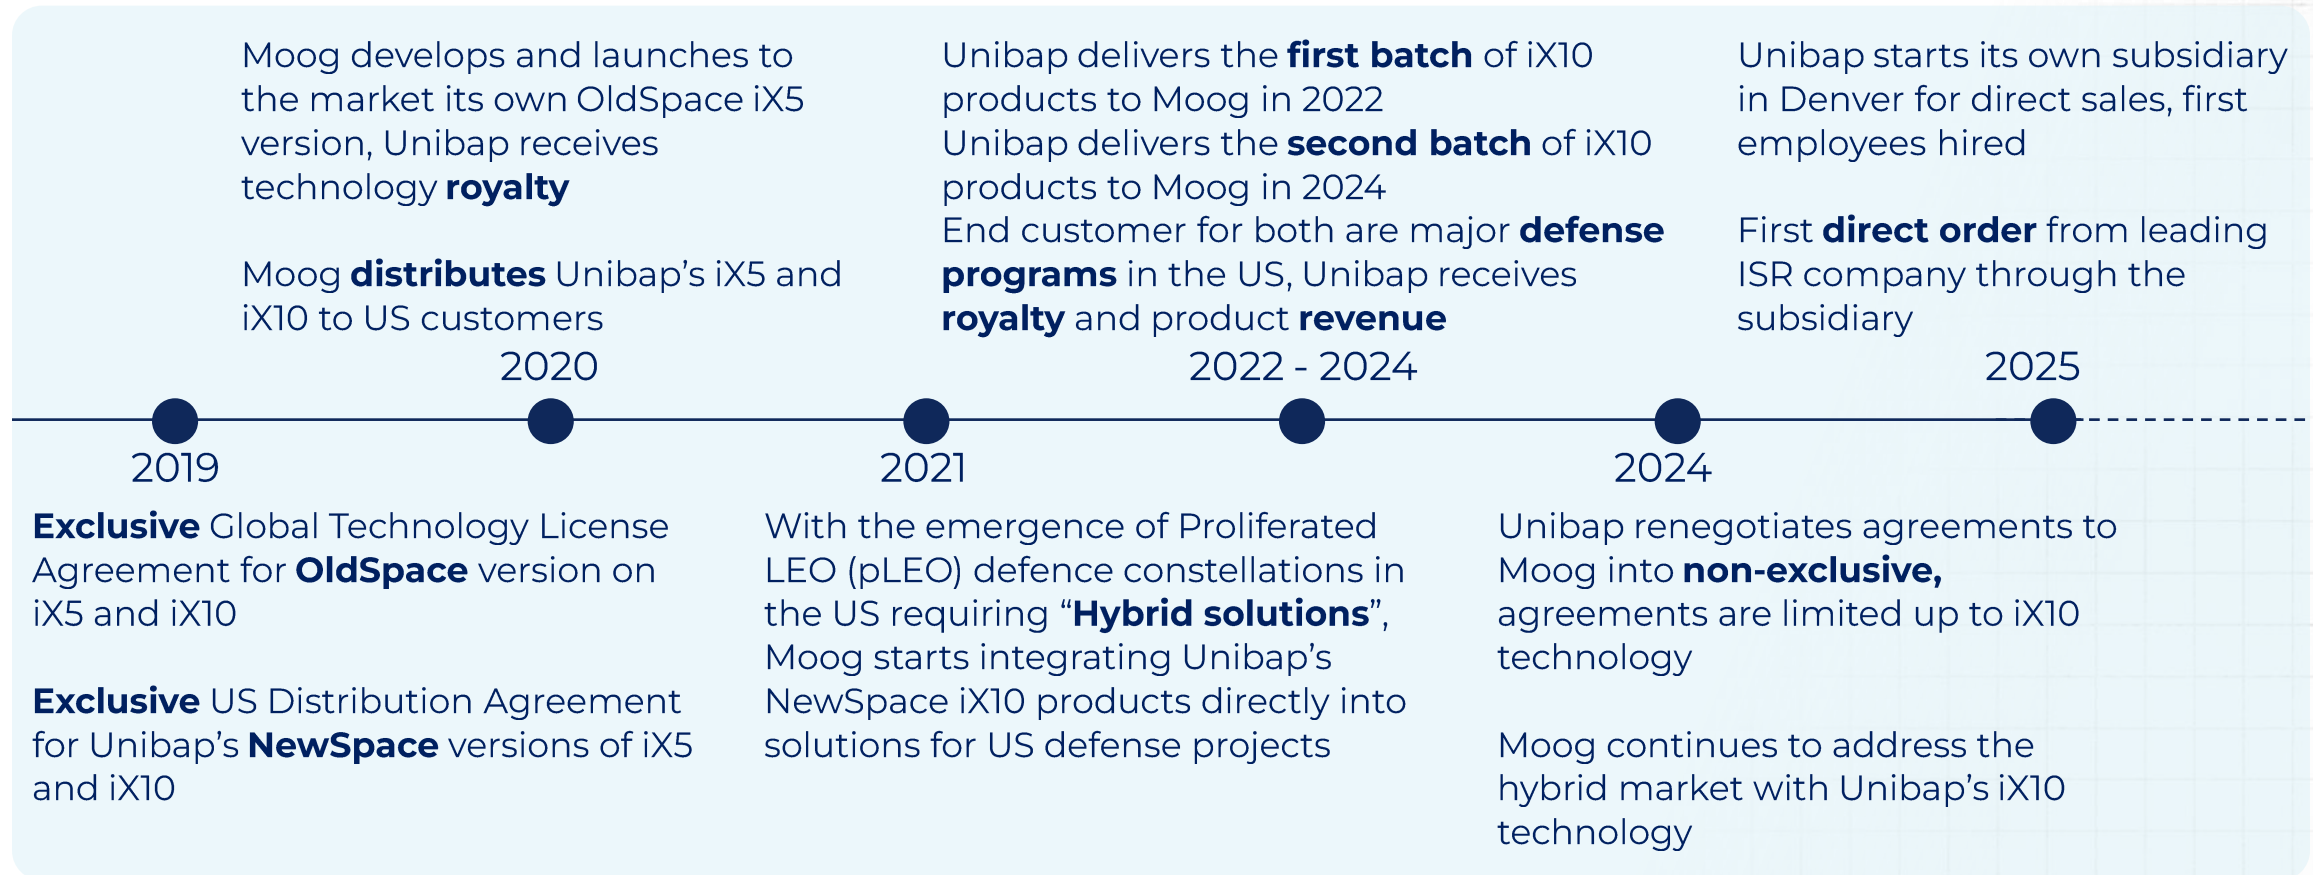 Moog develops and launches to
the market its own OldSpace iX5
version, Unibap receives
technology royalty
Moog distributes Unibap’s iX5 and
iX10 to US customers
2020
Unibap delivers the first batch of iX10
products to Moog in 2022
Unibap delivers the second batch of iX10
products to Moog in 2024
End customer for both are major defense
programs in the US, Unibap receives
royalty and product revenue
2022 - 2024
Unibap starts its own subsidiary
in Denver for direct sales, first
employees hired
First direct order from leading
ISR company through the
subsidiary
2025
2019
Exclusive Global Technology License
Agreement for OldSpace version on
iX5 and iX10
Exclusive US Distribution Agreement
for Unibap’s NewSpace versions of iX5
and iX10
2021
With the emergence of Proliferated
LEO (pLEO) defence constellations in
the US requiring “Hybrid solutions”,
Moog starts integrating Unibap’s
NewSpace iX10 products directly into
solutions for US defense projects
2024
Unibap renegotiates agreements to
Moog into non-exclusive,
agreements are limited up to iX10
technology
Moog continues to address the
hybrid market with Unibap’s iX10
technology